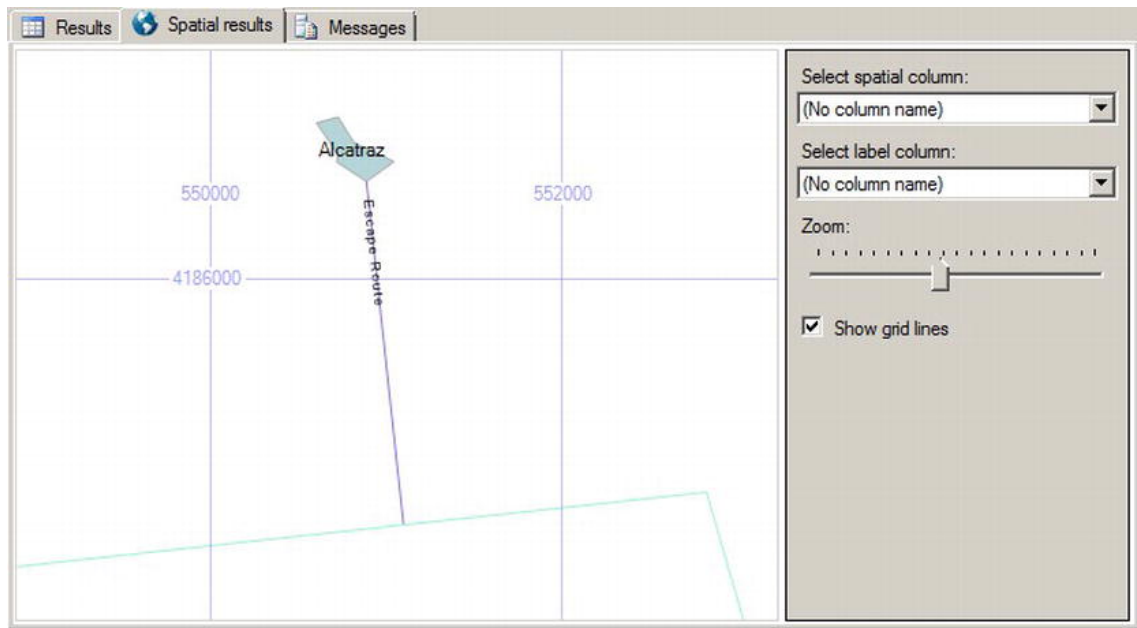 Results
Spatial results
Messages
Alcatraz
550000
552000
Escape Route
4186000
Select spatial column:
(No column name)
Select label column:
(No column name)
Zoom:
Show grid lines